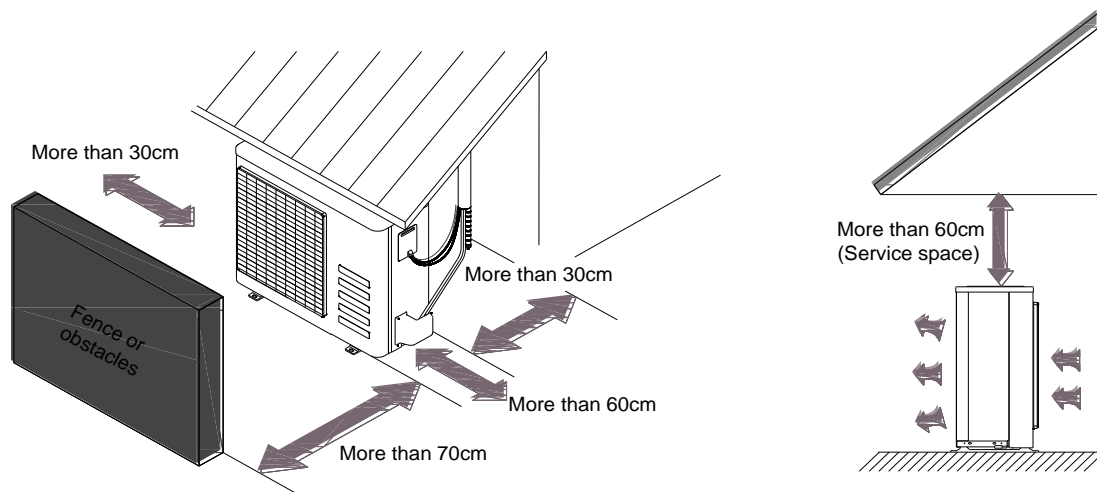 More than 30cm
More than 60cm
(Service space)
More than 30cm
Fence or
obstacles
More than 60cm
More than 70cm